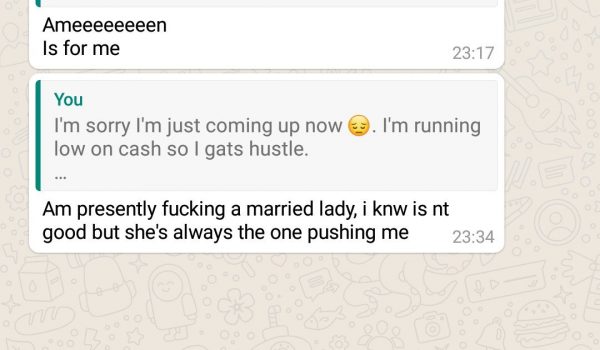 Ameeeeeeeen
Is for me
23:17
You
I'm sorry I'm just coming up now 😔. I'm running
low on cash so I gats hustle.
...
Am presently fucking a married lady, i knw is nt
good but she's always the one pushing me
23:34